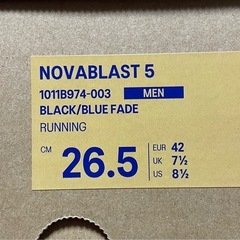 NOVABLAST 5
1011B974-003 MEN
BLACK/BLUE FADE
RUNNING
CM 26.5 EUR 42
UK 7½
US 8½